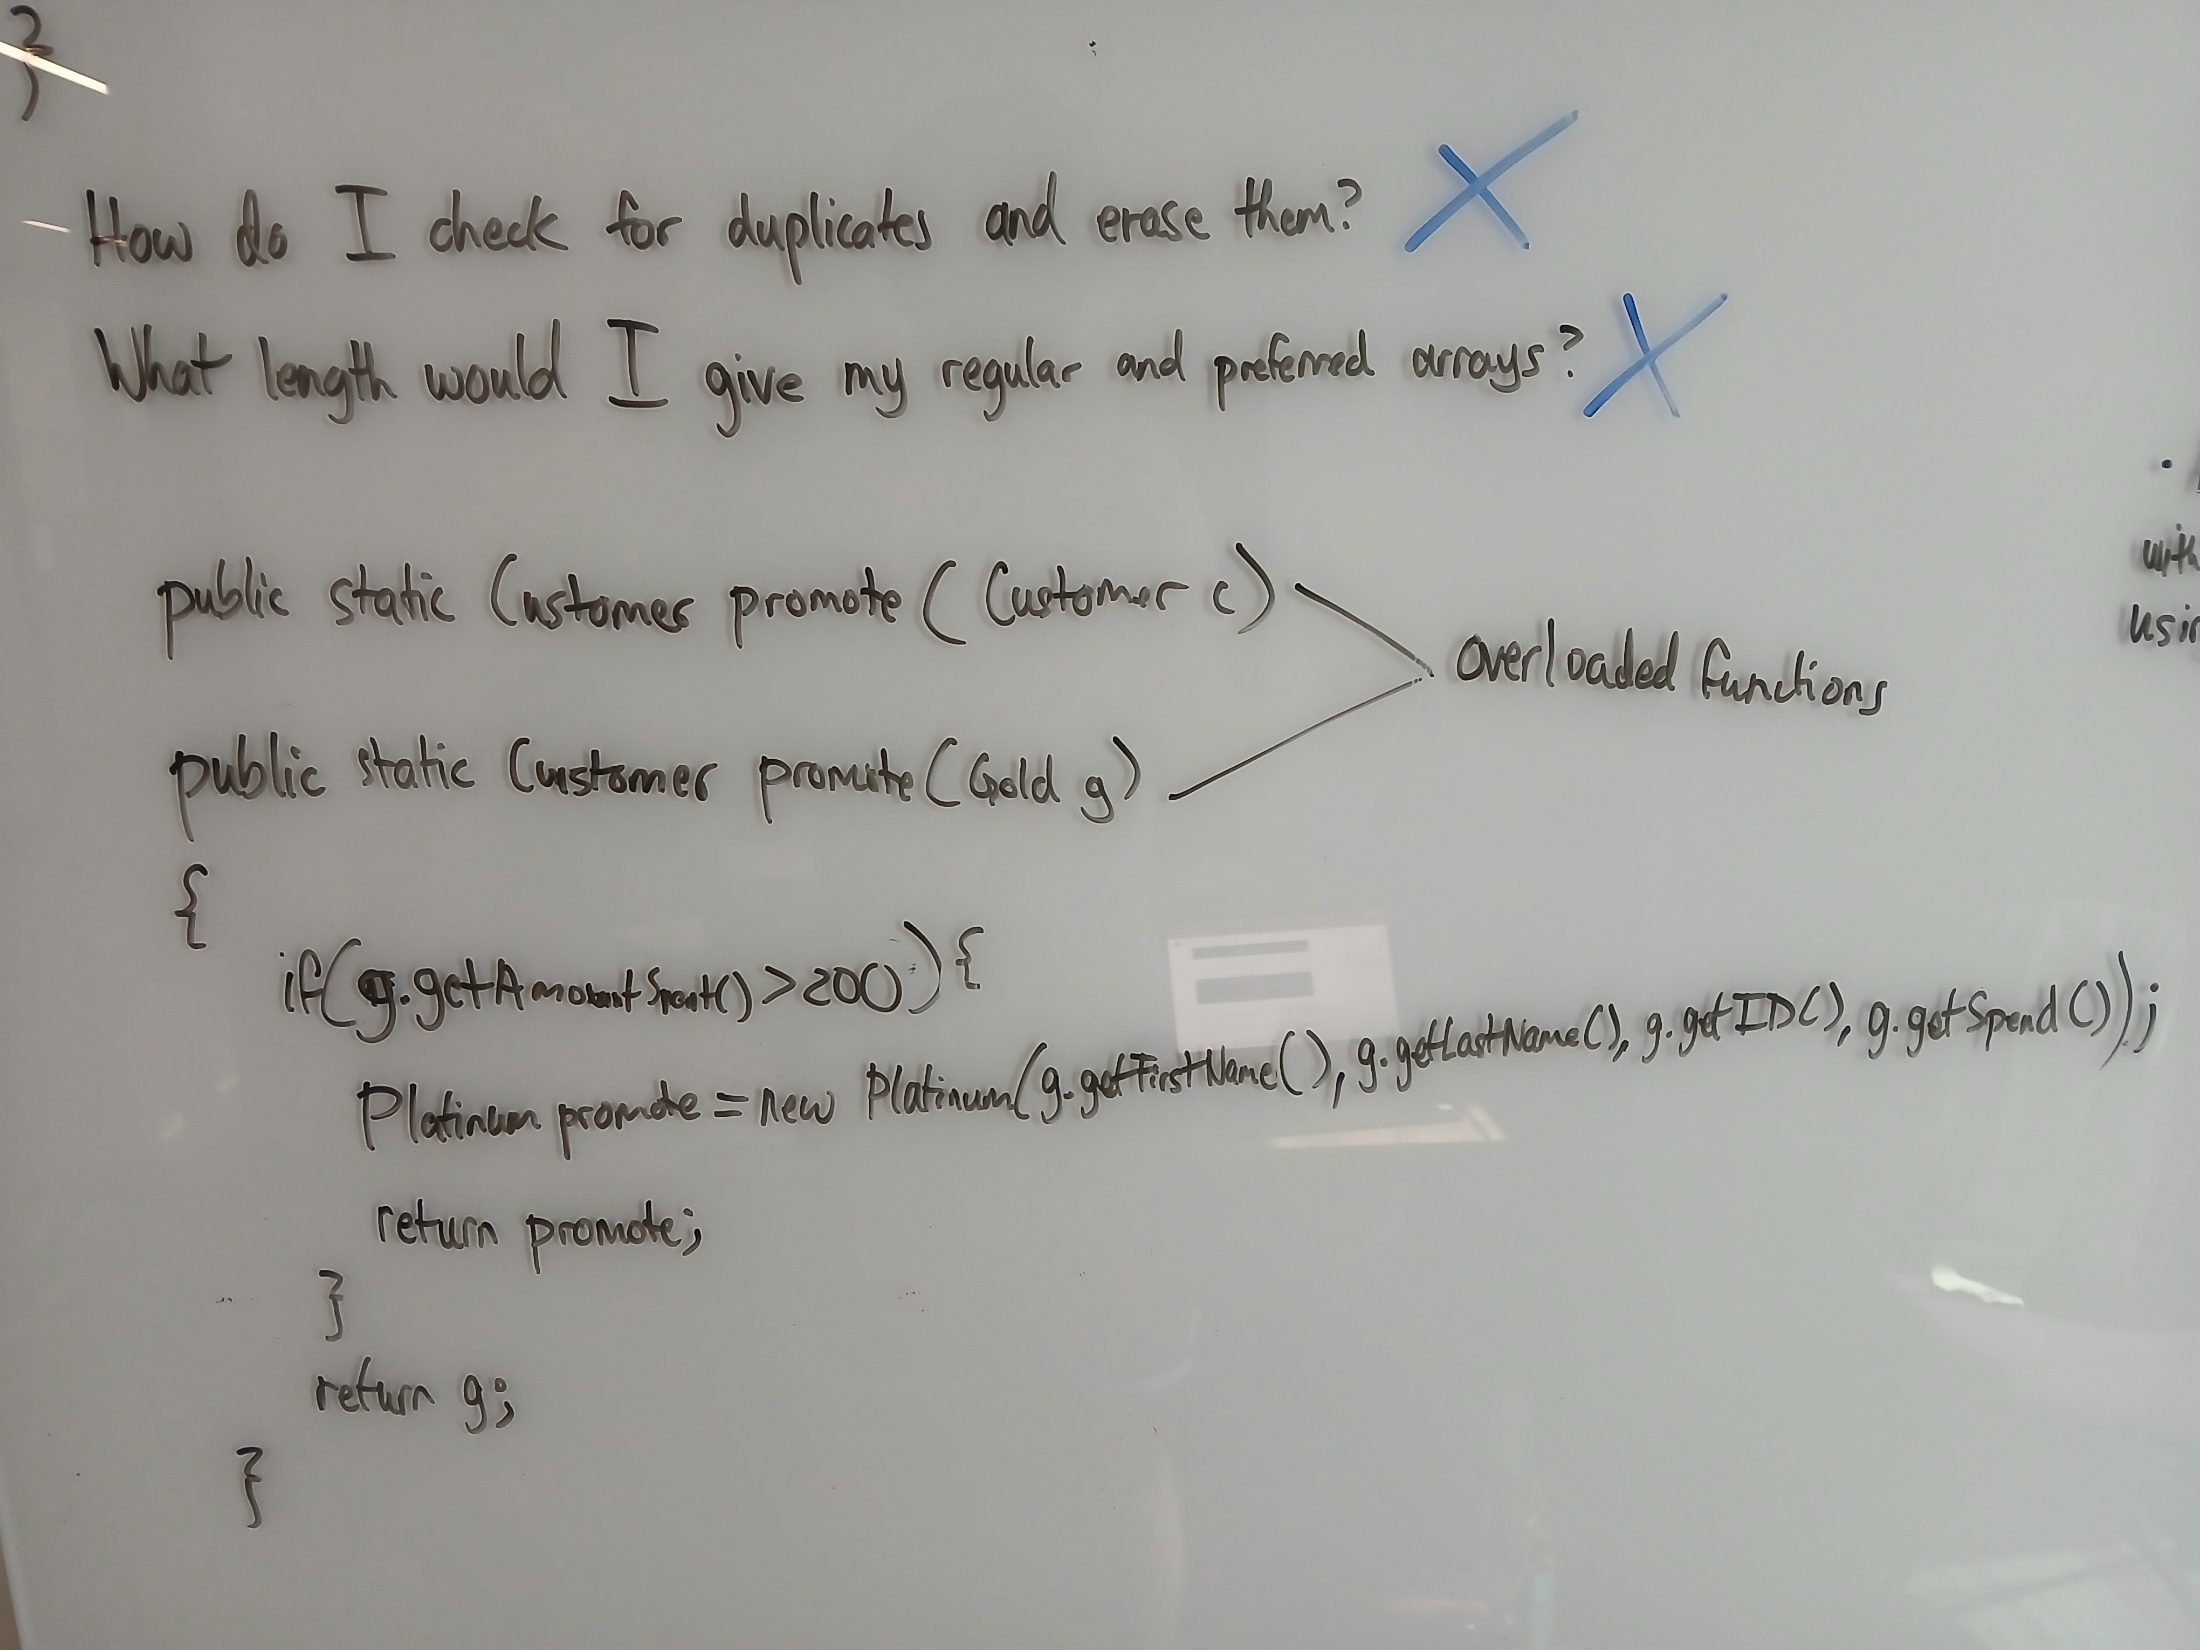 }
)
How do I check for duplicates and erase them? X
What length would I give my regular and preferred arrays? X
public static Customer promote ( Customer c)
overloaded functions
public static Customer promote (Gold g)
{
if(g.getAmountSpent()>200){
Platinum promote = new Platinum(g.getFirstName(), g.getLastName(), g.getID(), g.getSpend());
return promote;
}
return g;
}
with